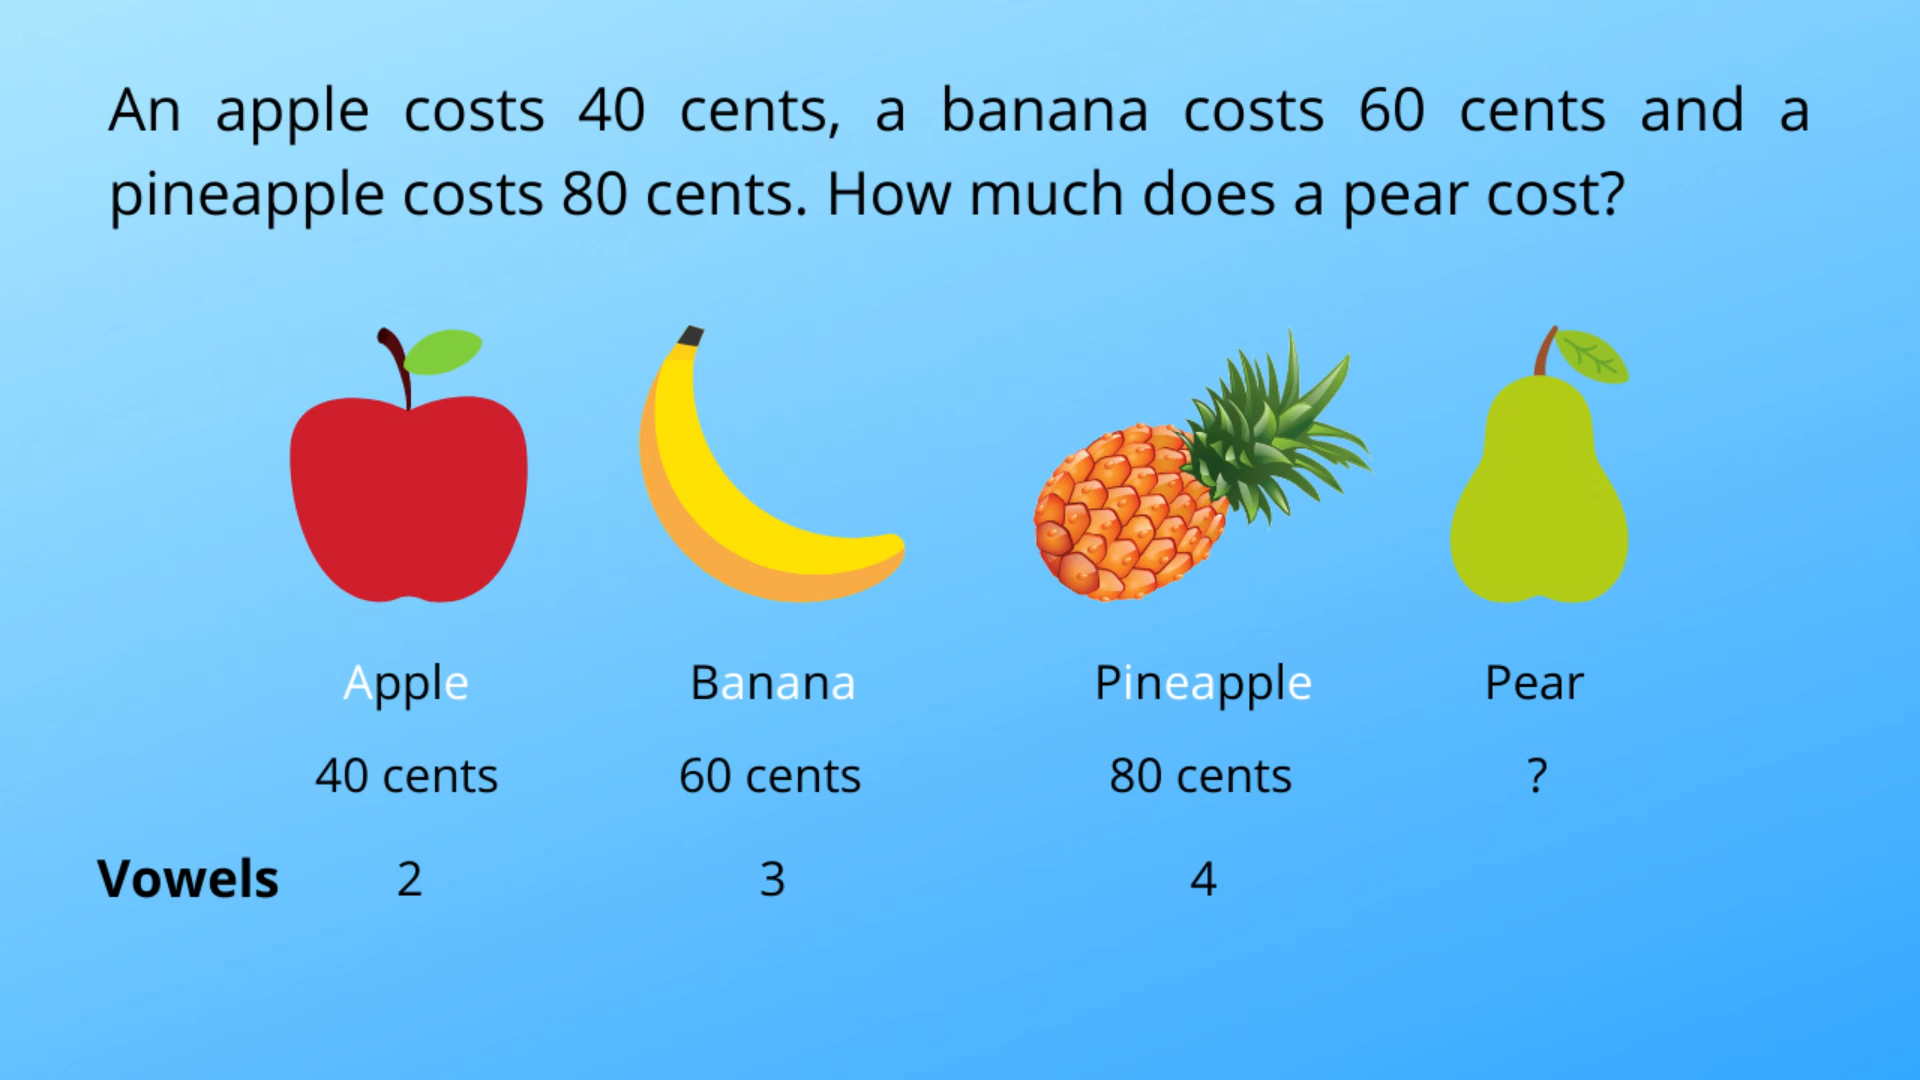 An apple costs 40 cents, a banana costs 60 cents and a
pineapple costs 80 cents. How much does a pear cost?
Apple Banana Pineapple Pear
40 cents 60 cents 80 cents ?
Vowels 2 3 4